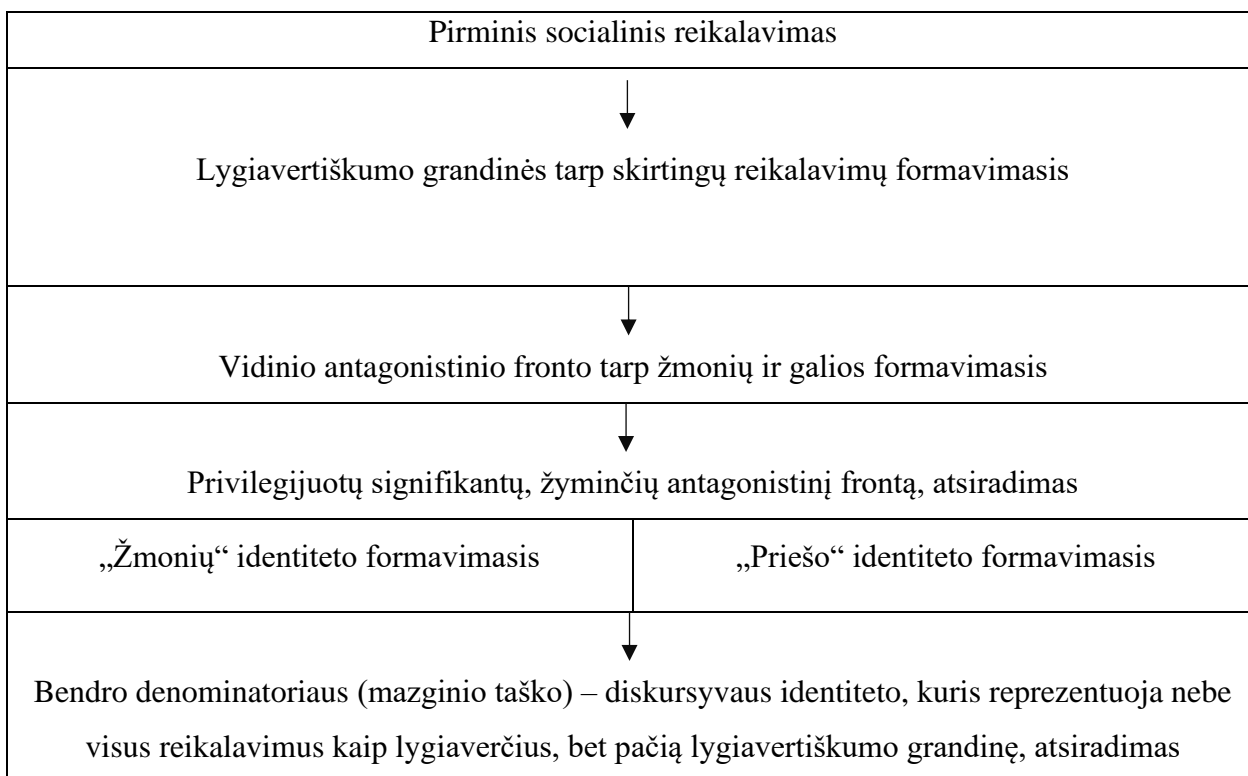 Pirminis socialinis reikalavimas
Lygiavertiškumo grandinės tarp skirtingų reikalavimų formavimasis
Vidinio antagonistinio fronto tarp žmonių ir galios formavimasis
Privilegijuotų signifikantų, žyminčių antagonistinį frontą, atsiradimas
„Žmonių“ identiteto formavimasis
„Priešo“ identiteto formavimasis
Bendro denominatoriaus (mazginio taško) – diskursyvaus identiteto, kuris reprezentuoja nebe
visus reikalavimus kaip lygiaverčius, bet pačią lygiavertiškumo grandinę, atsiradimas